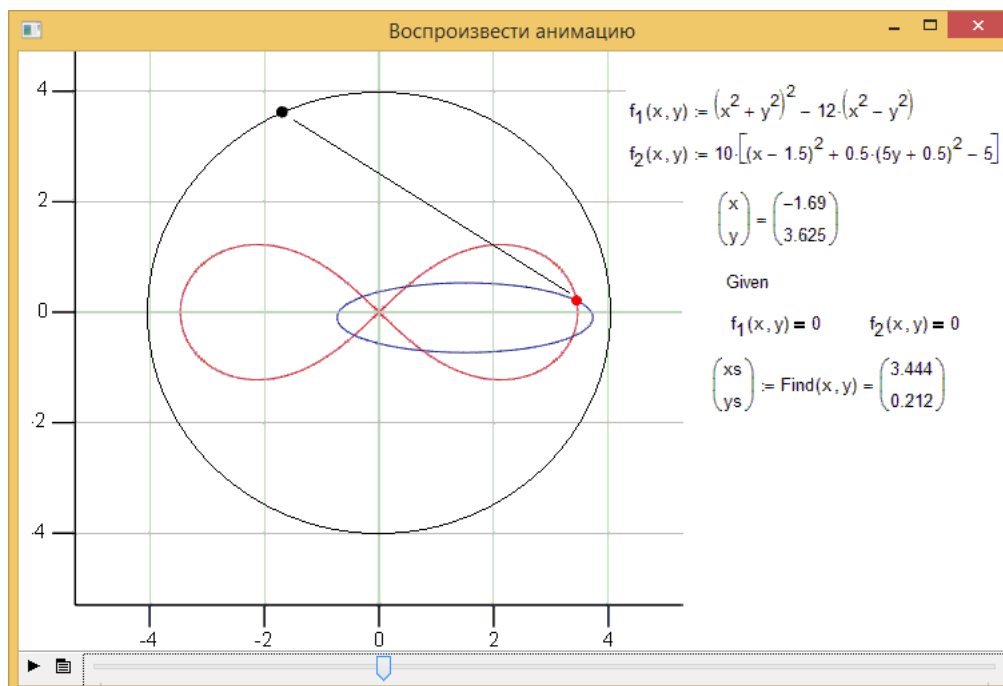 Воспроизвести анимацию
f₁(x, y) := (x² + y²)² − 12·(x² − y²)
f₂(x, y) := 10·[(x − 1.5)² + 0.5·(5y + 0.5)² − 5]
(x y) = (−1.69 3.625)
Given
f₁(x, y) = 0 f₂(x, y) = 0
(xs ys) := Find(x, y) = (3.444 0.212)
4
2
0
-2
-4
-4 -2 0 2 4